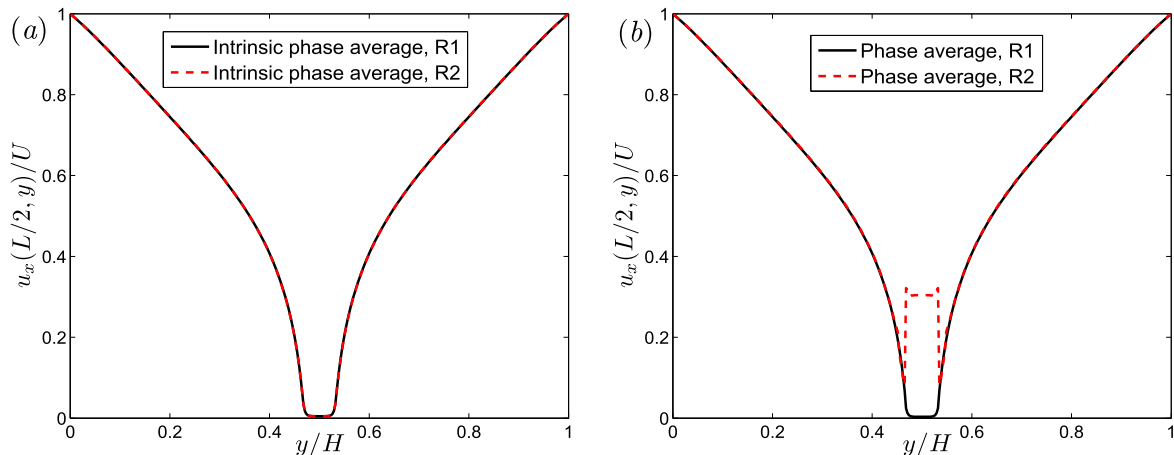 (a)
Intrinsic phase average, R1
Intrinsic phase average, R2
u_x(L/2, y)/U
1
0.8
0.6
0.4
0.2
0
0 0.2 0.4 0.6 0.8 1
y/H
(b)
Phase average, R1
Phase average, R2
u_x(L/2, y)/U
1
0.8
0.6
0.4
0.2
0
0 0.2 0.4 0.6 0.8 1
y/H